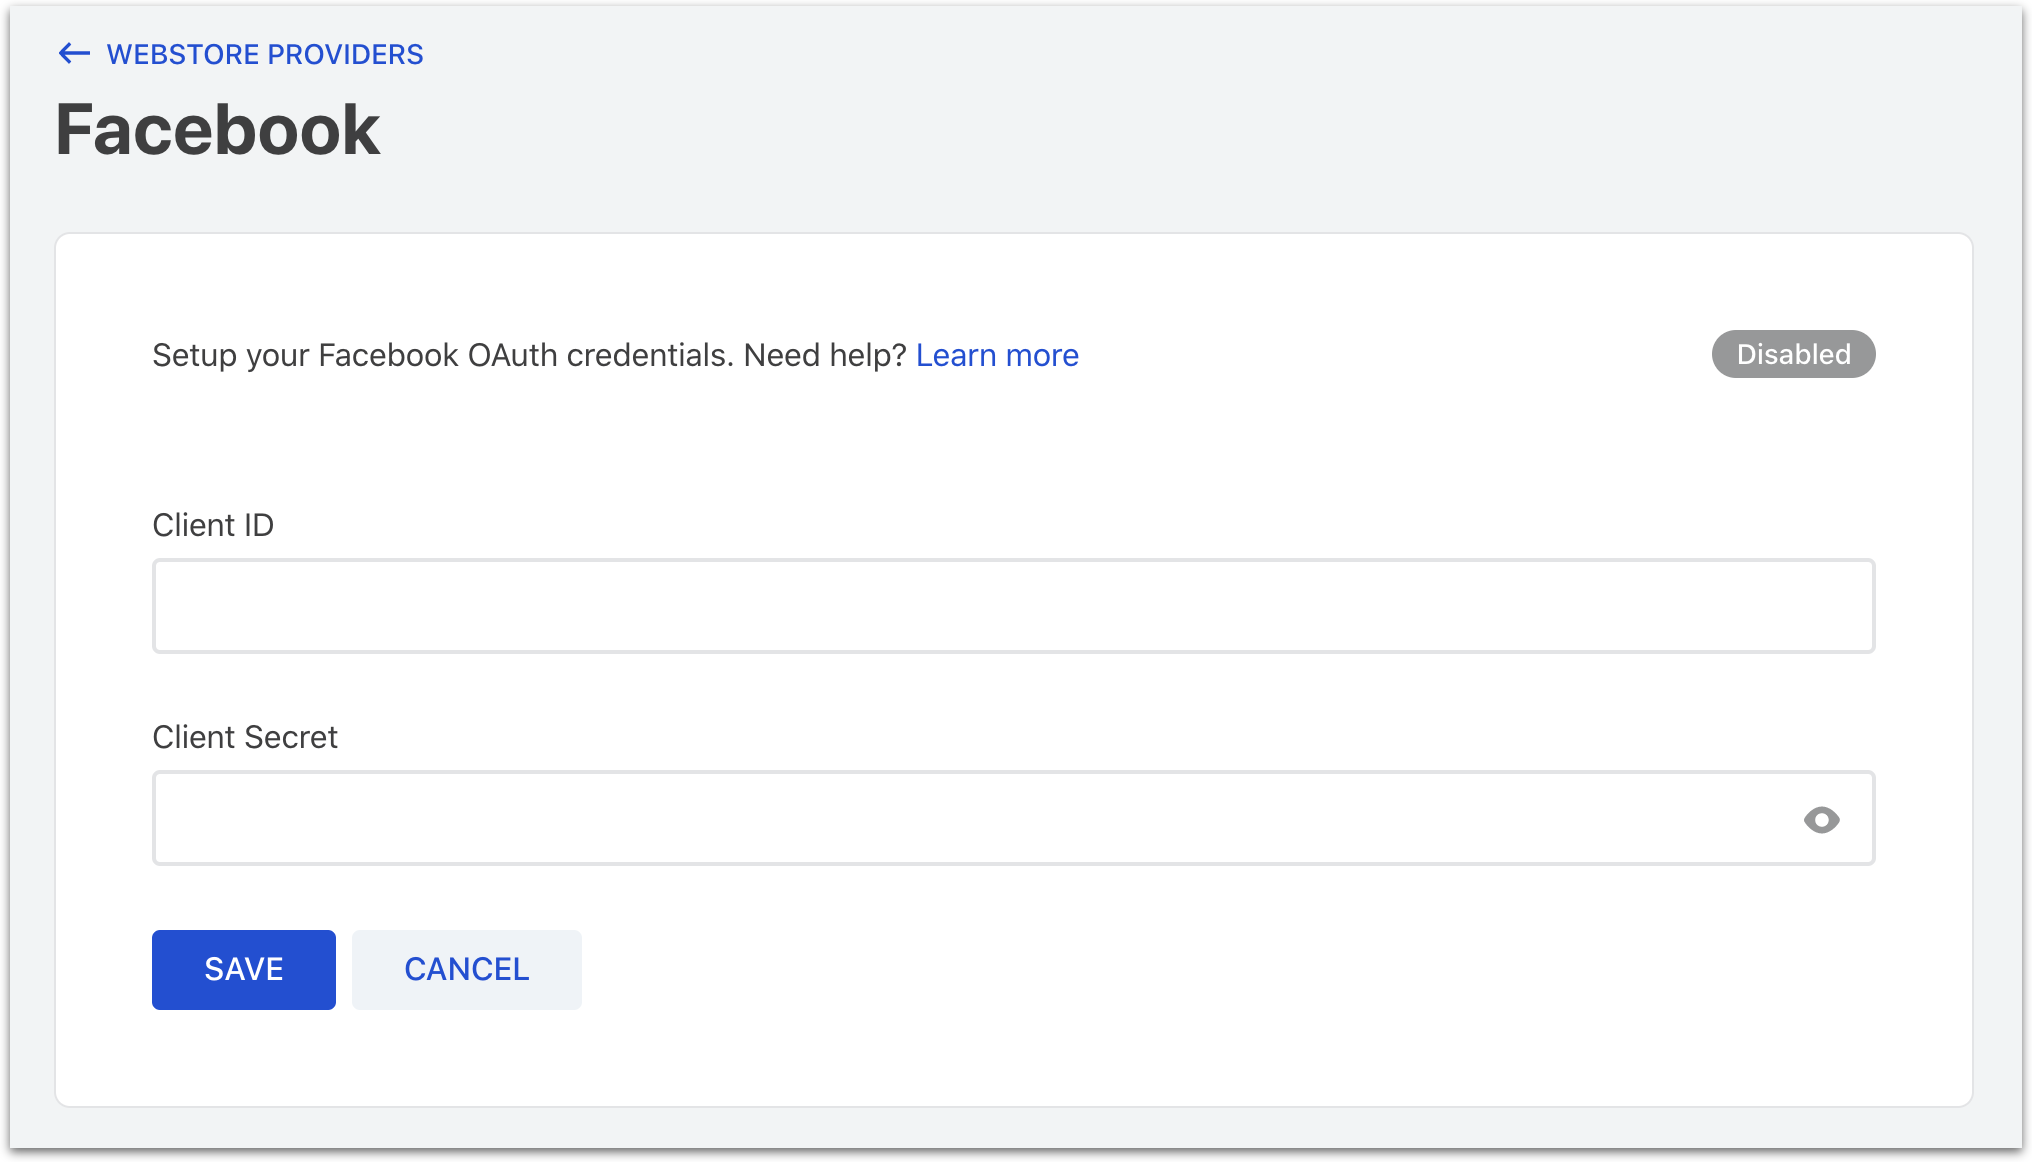 WEBSTORE PROVIDERS
Facebook
Setup your Facebook OAuth credentials. Need help? Learn more
Disabled
Client ID
Client Secret
SAVE
CANCEL